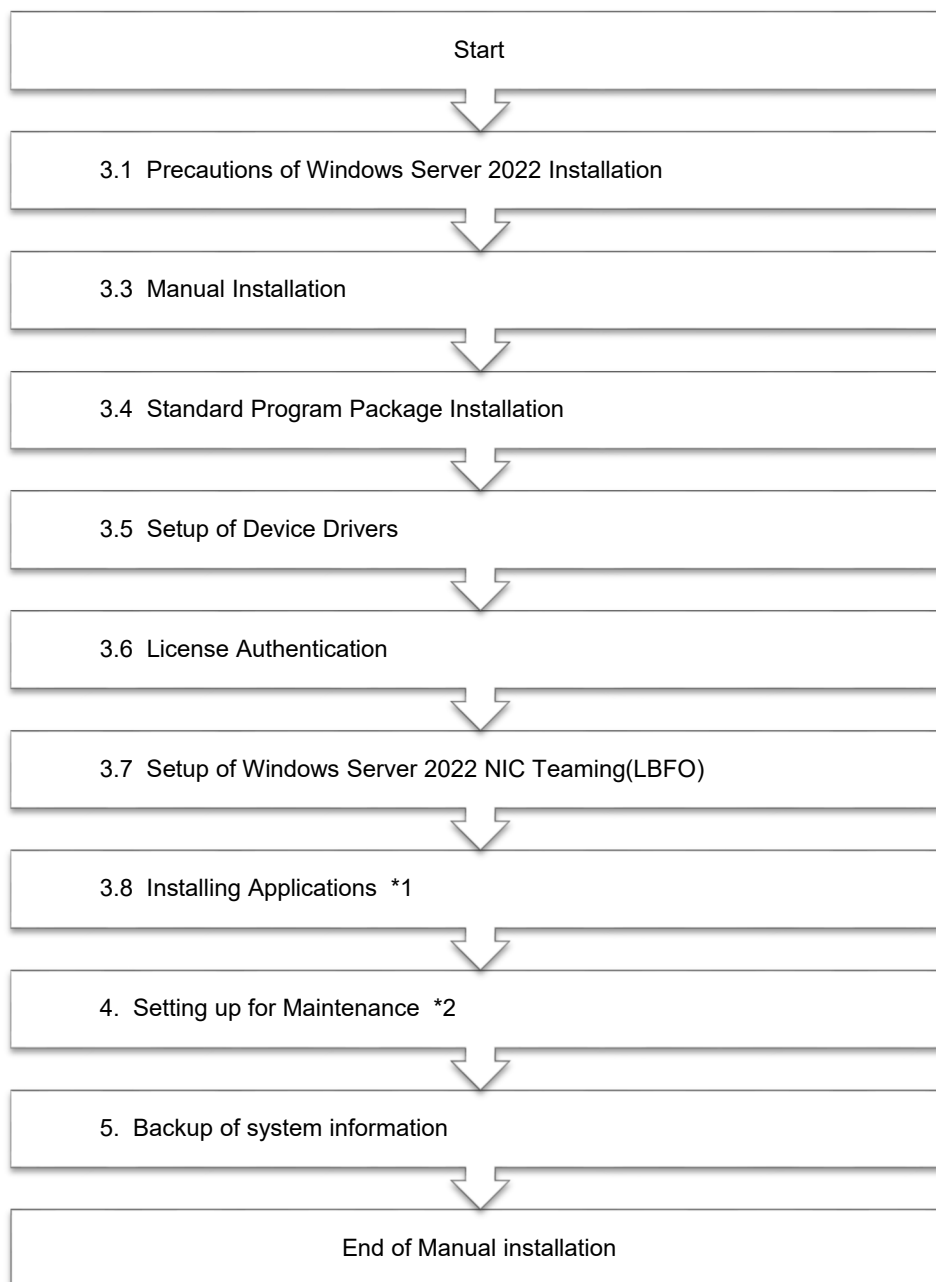 Start
3.1 Precautions of Windows Server 2022 Installation
3.3 Manual Installation
3.4 Standard Program Package Installation
3.5 Setup of Device Drivers
3.6 License Authentication
3.7 Setup of Windows Server 2022 NIC Teaming(LBFO)
3.8 Installing Applications *1
4. Setting up for Maintenance *2
5. Backup of system information
End of Manual installation